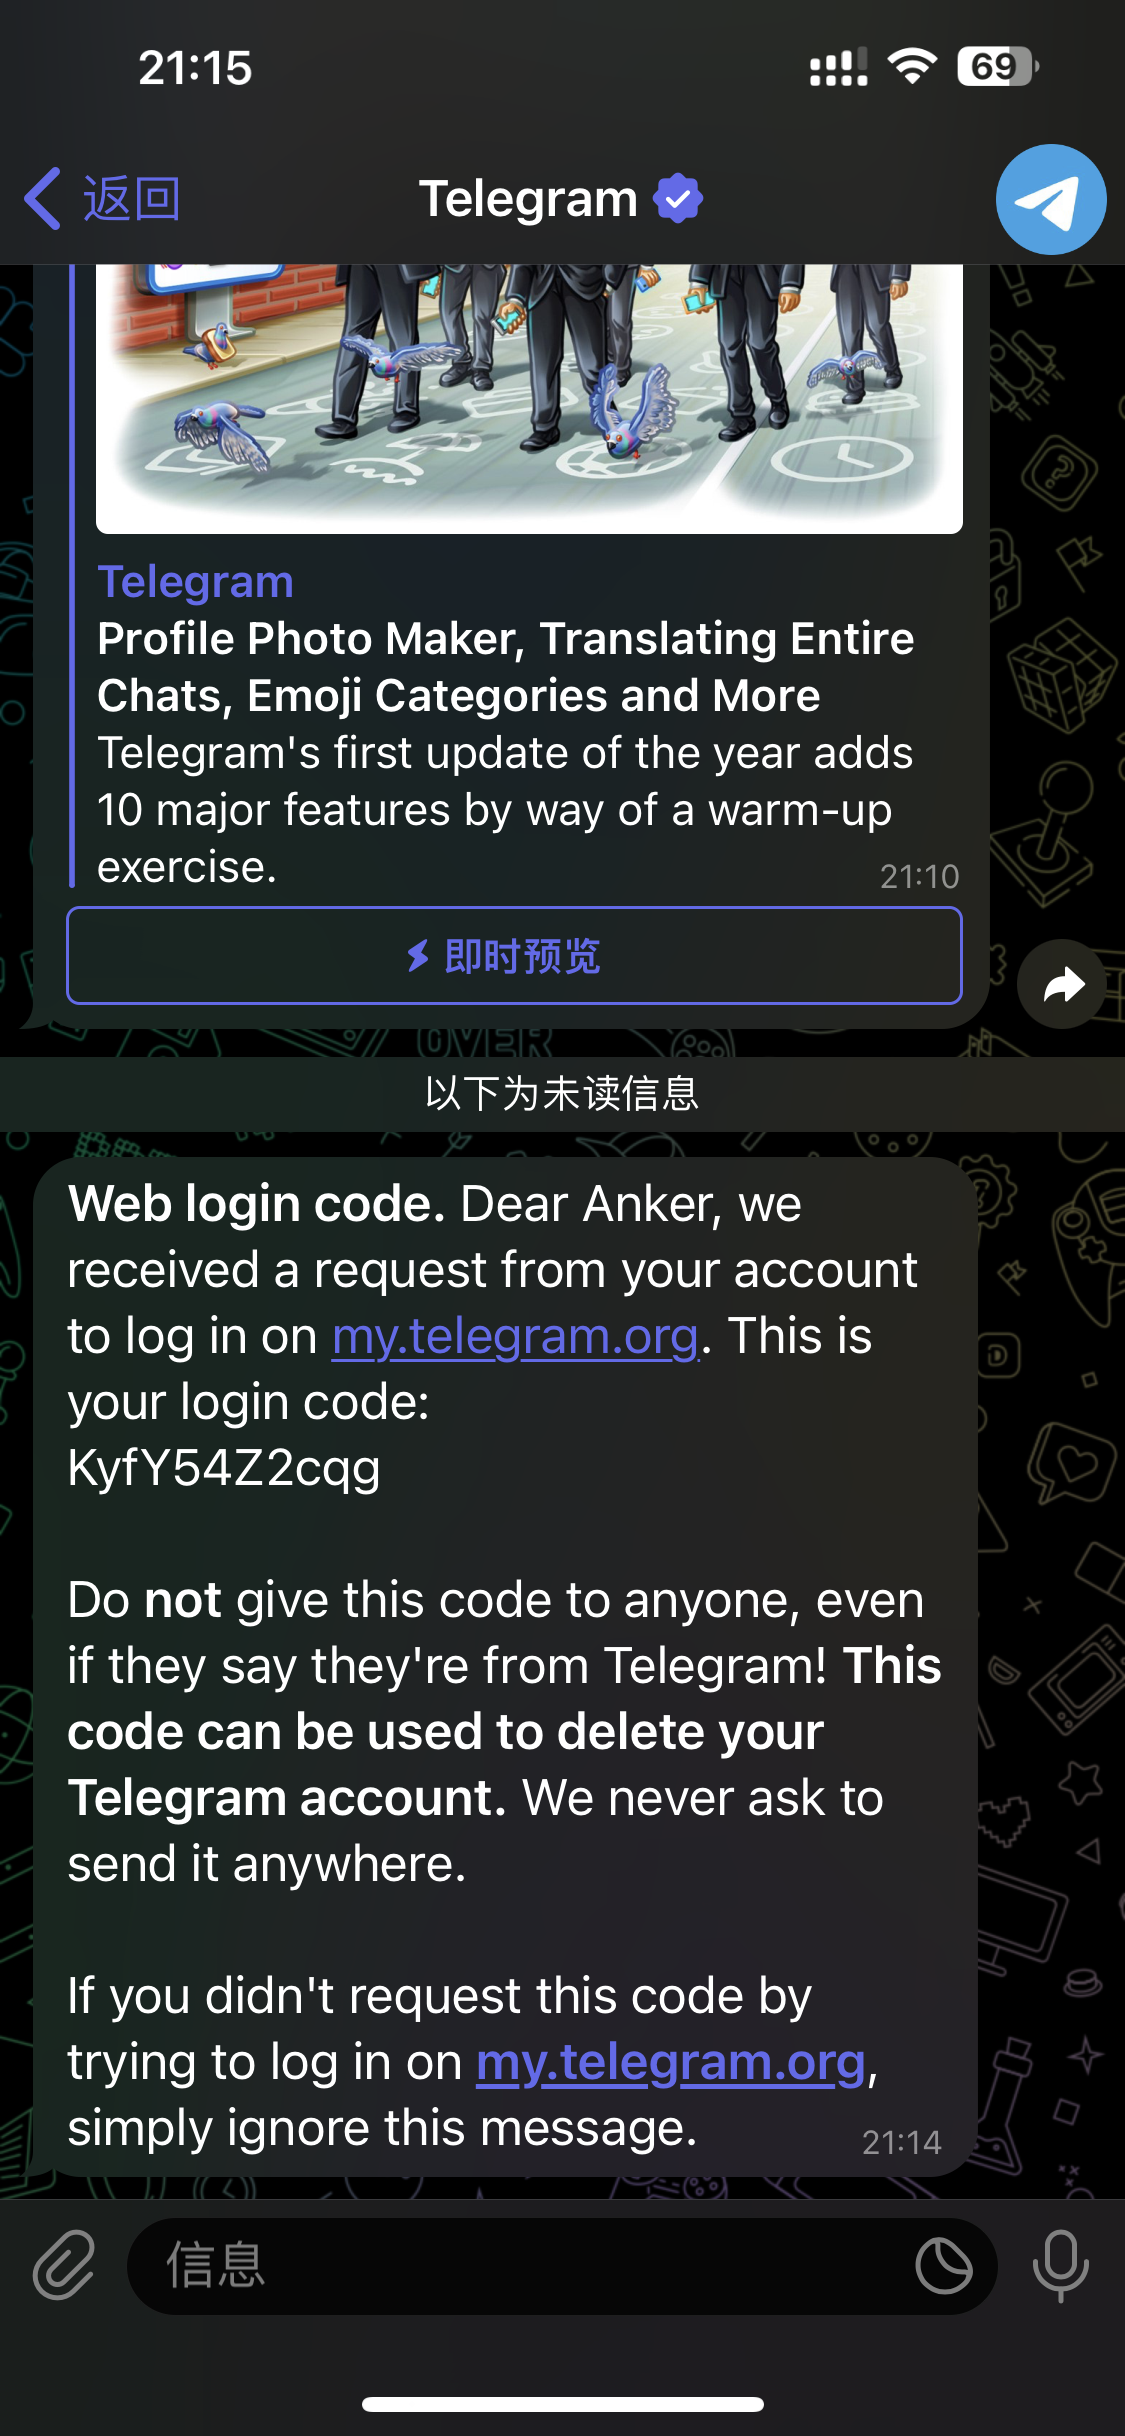 21:15
69
返回
Telegram
Telegram
Profile Photo Maker, Translating Entire
Chats, Emoji Categories and More
Telegram's first update of the year adds
10 major features by way of a warm-up
exercise.
21:10
即时预览
OVER
以下为未读信息
Web login code. Dear Anker, we
received a request from your account
to log in on my.telegram.org. This is
your login code:
KyfY54Z2cqg
Do not give this code to anyone, even
if they say they're from Telegram! This
code can be used to delete your
Telegram account. We never ask to
send it anywhere.
If you didn't request this code by
trying to log in on my.telegram.org,
simply ignore this message.
21:14
信息